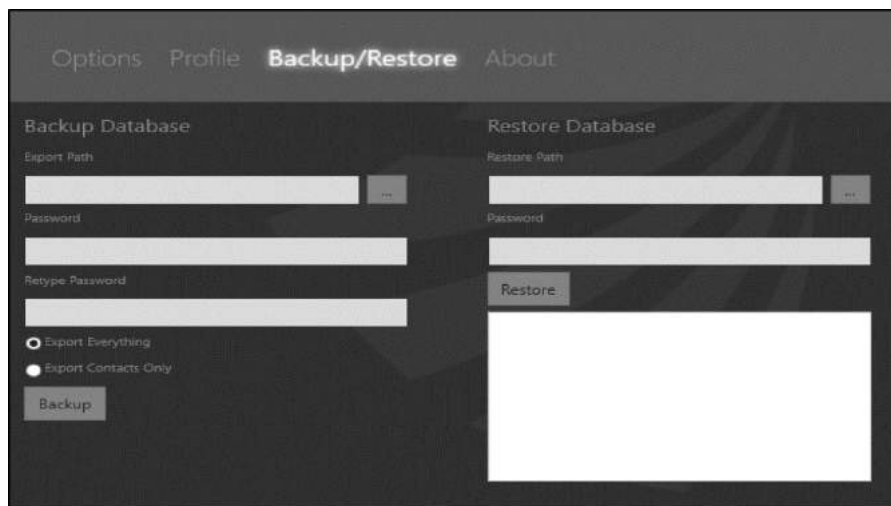 Options Profile Backup/Restore About
Backup Database
Export Path
...
Password
Retype Password
Export Everything
Export Contacts Only
Backup
Restore Database
Restore Path
...
Password
Restore